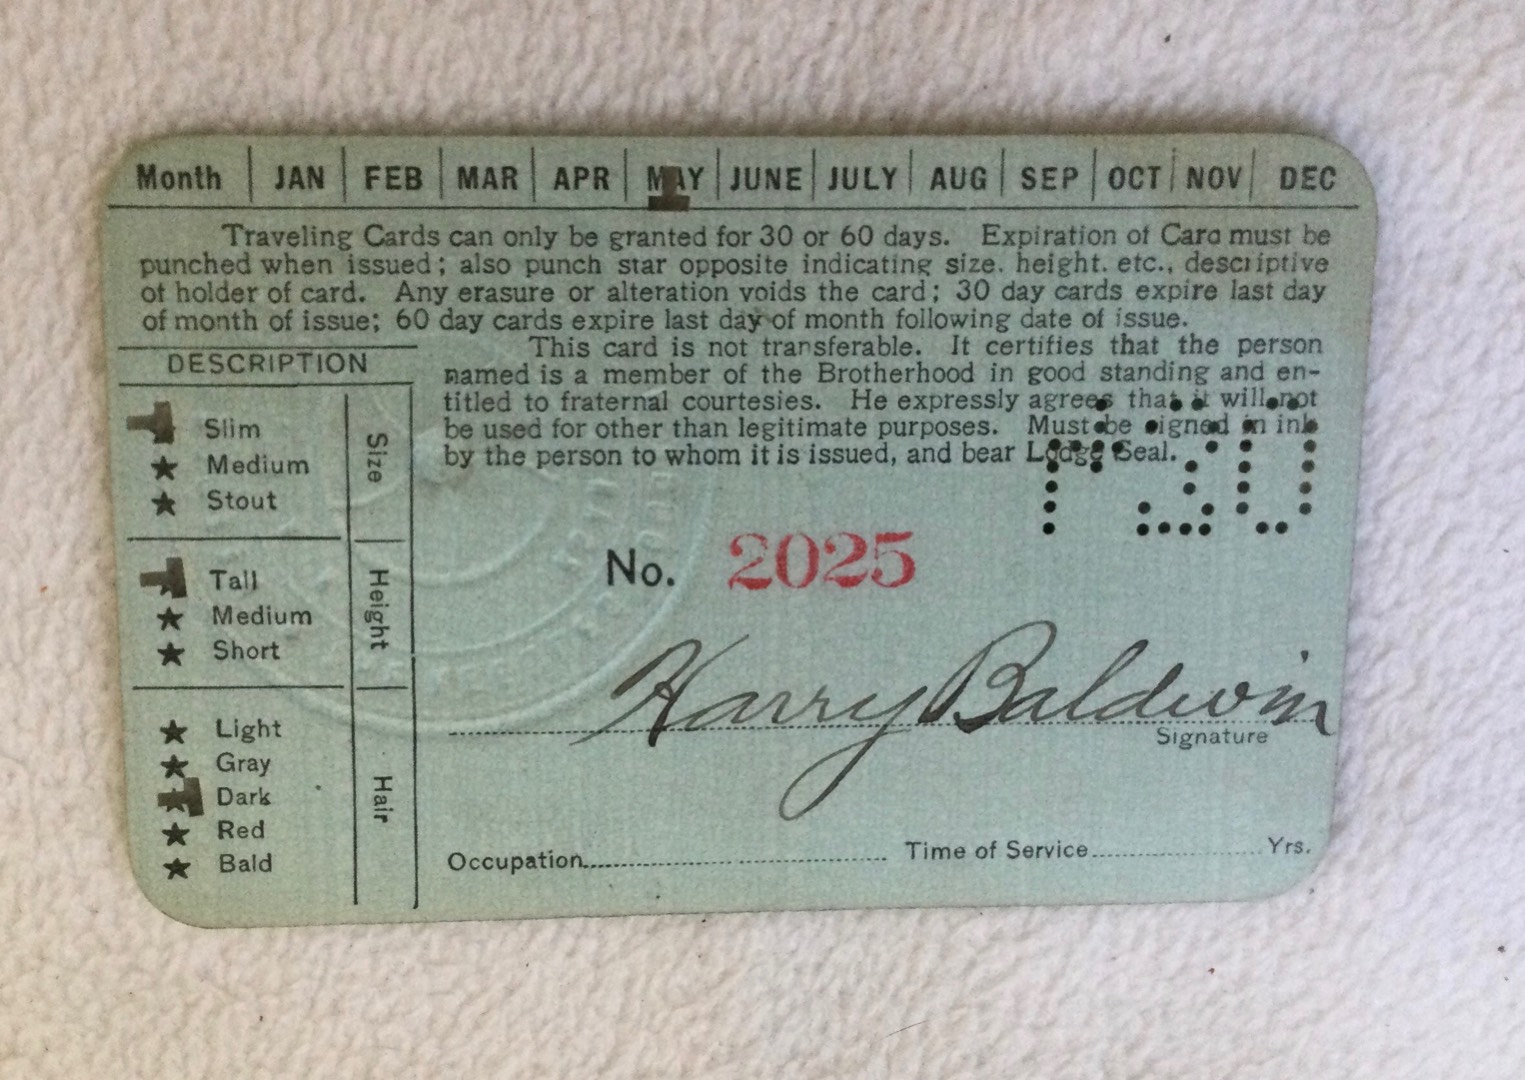 Month JAN FEB MAR APR MAY JUNE JULY AUG SEP OCT NOV DEC
Traveling Cards can only be granted for 30 or 60 days. Expiration of Card must be
punched when issued; also punch star opposite indicating size. height. etc., descriptive
of holder of card. Any erasure or alteration voids the card; 30 day cards expire last day
of month of issue; 60 day cards expire last day of month following date of issue.
This card is not transferable. It certifies that the person
named is a member of the Brotherhood in good standing and en-
titled to fraternal courtesies. He expressly agrees that it will not
be used for other than legitimate purposes. Must be signed in ink
by the person to whom it is issued, and bear Lodge Seal.
DESCRIPTION
Slim
Medium
Stout
Size
Tall
Medium
Short
Height
Light
Gray
Dark
Red
Bald
Hair
No. 2025
Harry Baldwin
Signature
Occupation
Time of Service Yrs.